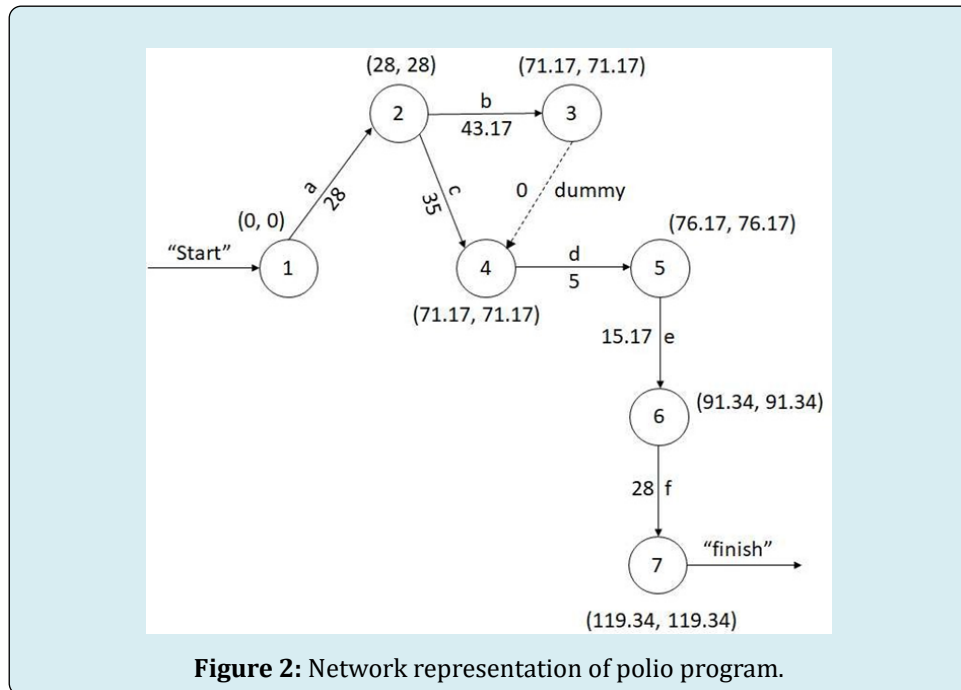 (28, 28)
(71.17, 71.17)
2
b
43.17
3
a
28
c
35
0 dummy
(0, 0)
(76.17, 76.17)
“Start”
1
4
d
5
5
(71.17, 71.17)
15.17 e
6
(91.34, 91.34)
28 f
7
“finish”
(119.34, 119.34)
Figure 2: Network representation of polio program.